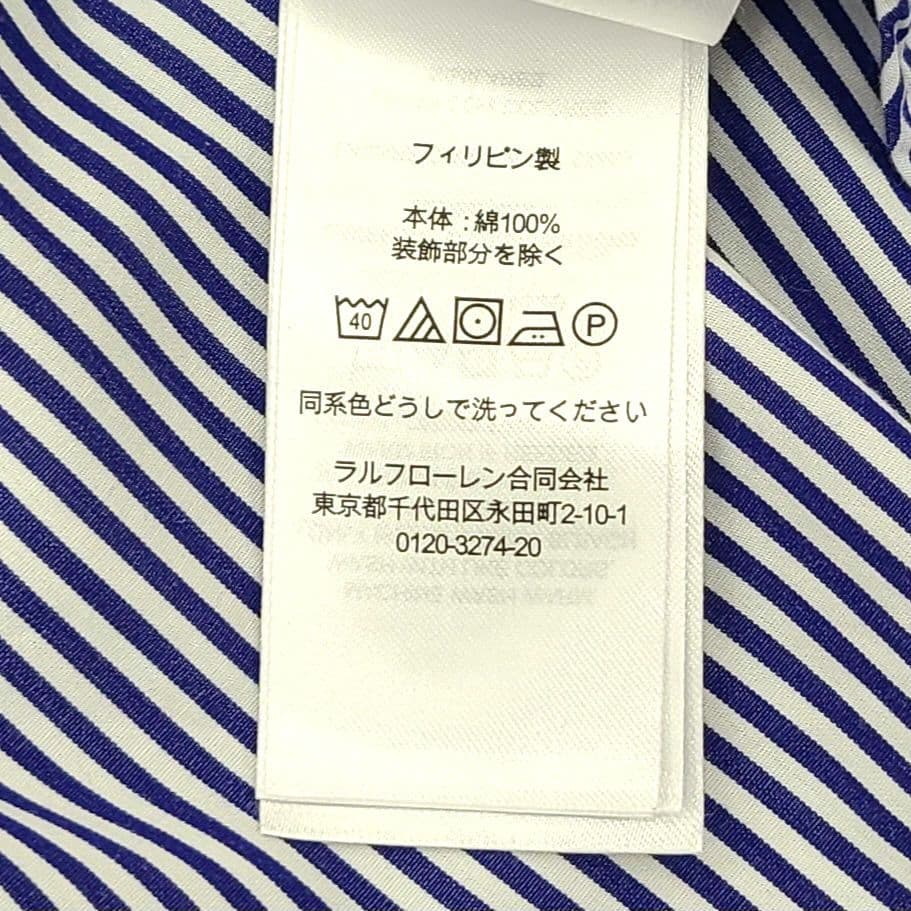 フィリピン製
本体 : 綿100%
装飾部分を除く
40 P
同系色どうしで洗ってください
ラルフローレン合同会社
東京都千代田区永田町2-10-1
0120-3274-20